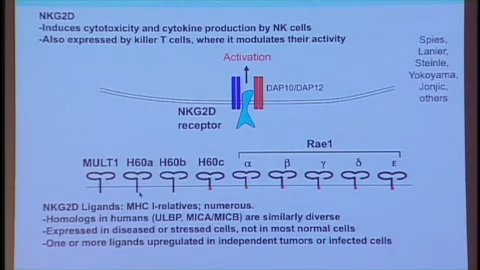 NKG2D
-Induces cytotoxicity and cytokine production by NK cells
-Also expressed by killer T cells, where it modulates their activity
Spies,
Lanier,
Steinle,
Yokoyama,
Jonjic,
others
Activation
DAP10/DAP12
NKG2D
receptor
Rae1
MULT1 H60a H60b H60c α β γ δ ε
NKG2D Ligands: MHC I-relatives; numerous.
-Homologs in humans (ULBP, MICA/MICB) are similarly diverse
-Expressed in diseased or stressed cells, not in most normal cells
-One or more ligands upregulated in independent tumors or infected cells